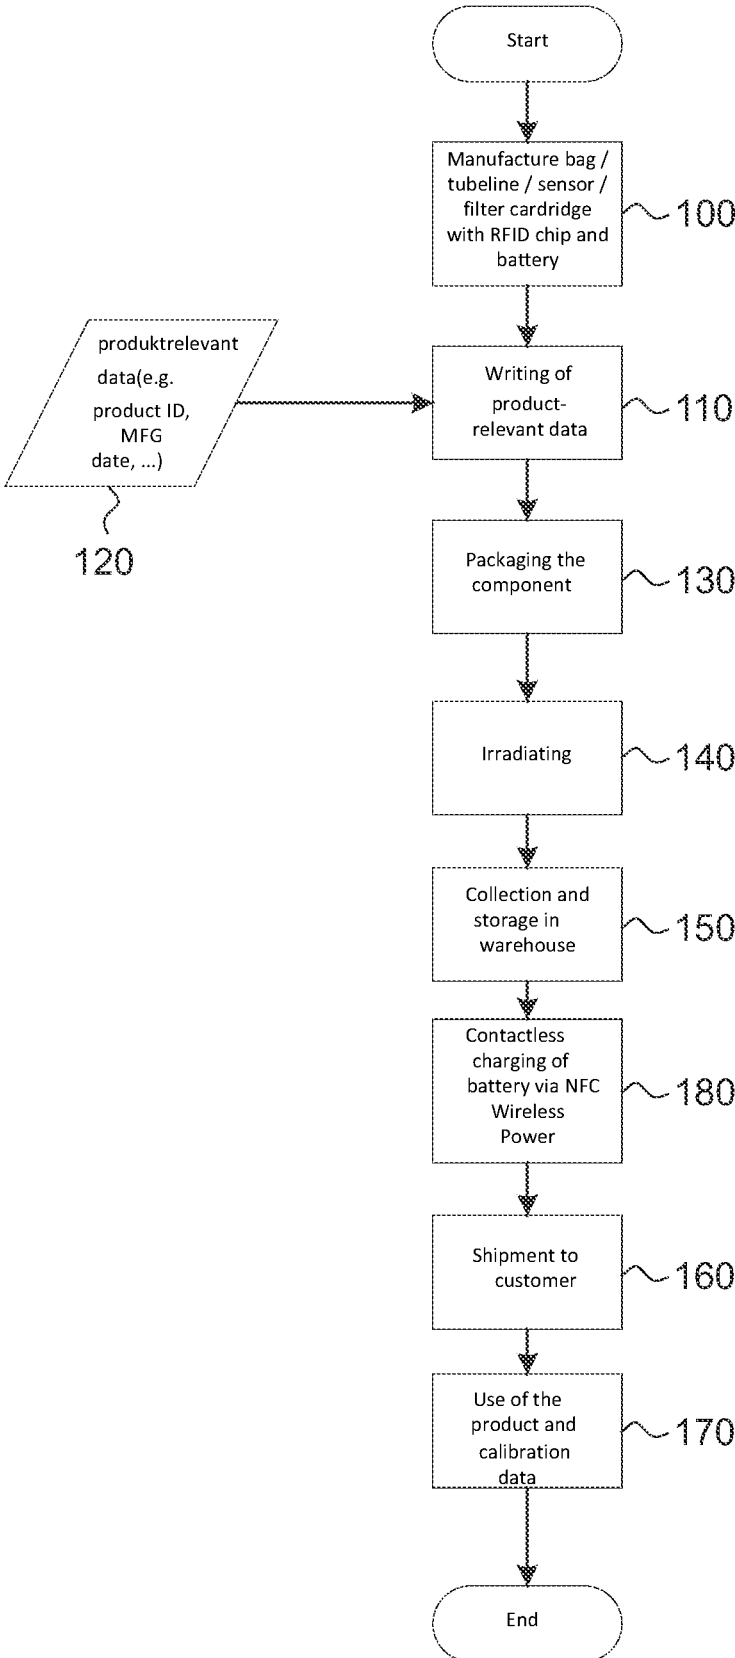 Start
Manufacture bag /
tubeline / sensor /
filter cardridge
with RFID chip and
battery
100
produktrelevant
data(e.g.
product ID,
MFG
date, ...)
120
Writing of
product-
relevant data
110
Packaging the
component
130
Irradiating
140
Collection and
storage in
warehouse
150
Contactless
charging of
battery via NFC
Wireless
Power
180
Shipment to
customer
160
Use of the
product and
calibration
data
170
End